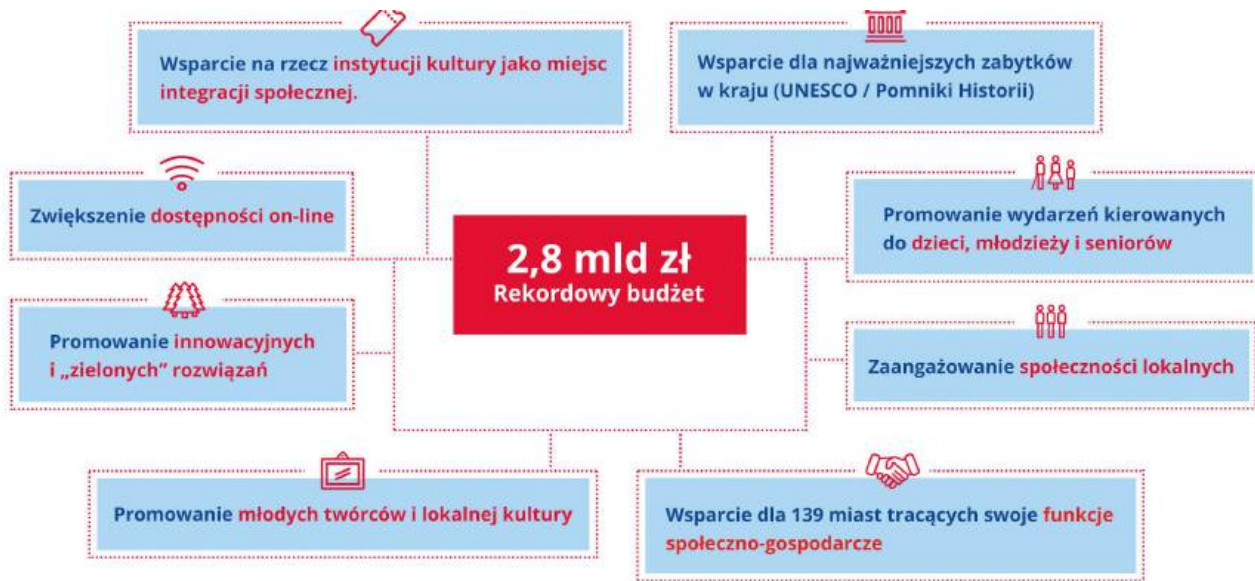 Wsparcie na rzecz instytucji kultury jako miejsc
integracji społecznej.
Wsparcie dla najważniejszych zabytków
w kraju (UNESCO / Pomniki Historii)
Zwiększenie dostępności on-line
Promowanie wydarzeń kierowanych
do dzieci, młodzieży i seniorów
2,8 mld zł
Rekordowy budżet
Promowanie innowacyjnych
i „zielonych” rozwiązań
Zaangażowanie społeczności lokalnych
Promowanie młodych twórców i lokalnej kultury
Wsparcie dla 139 miast tracących swoje funkcje
społeczno-gospodarcze